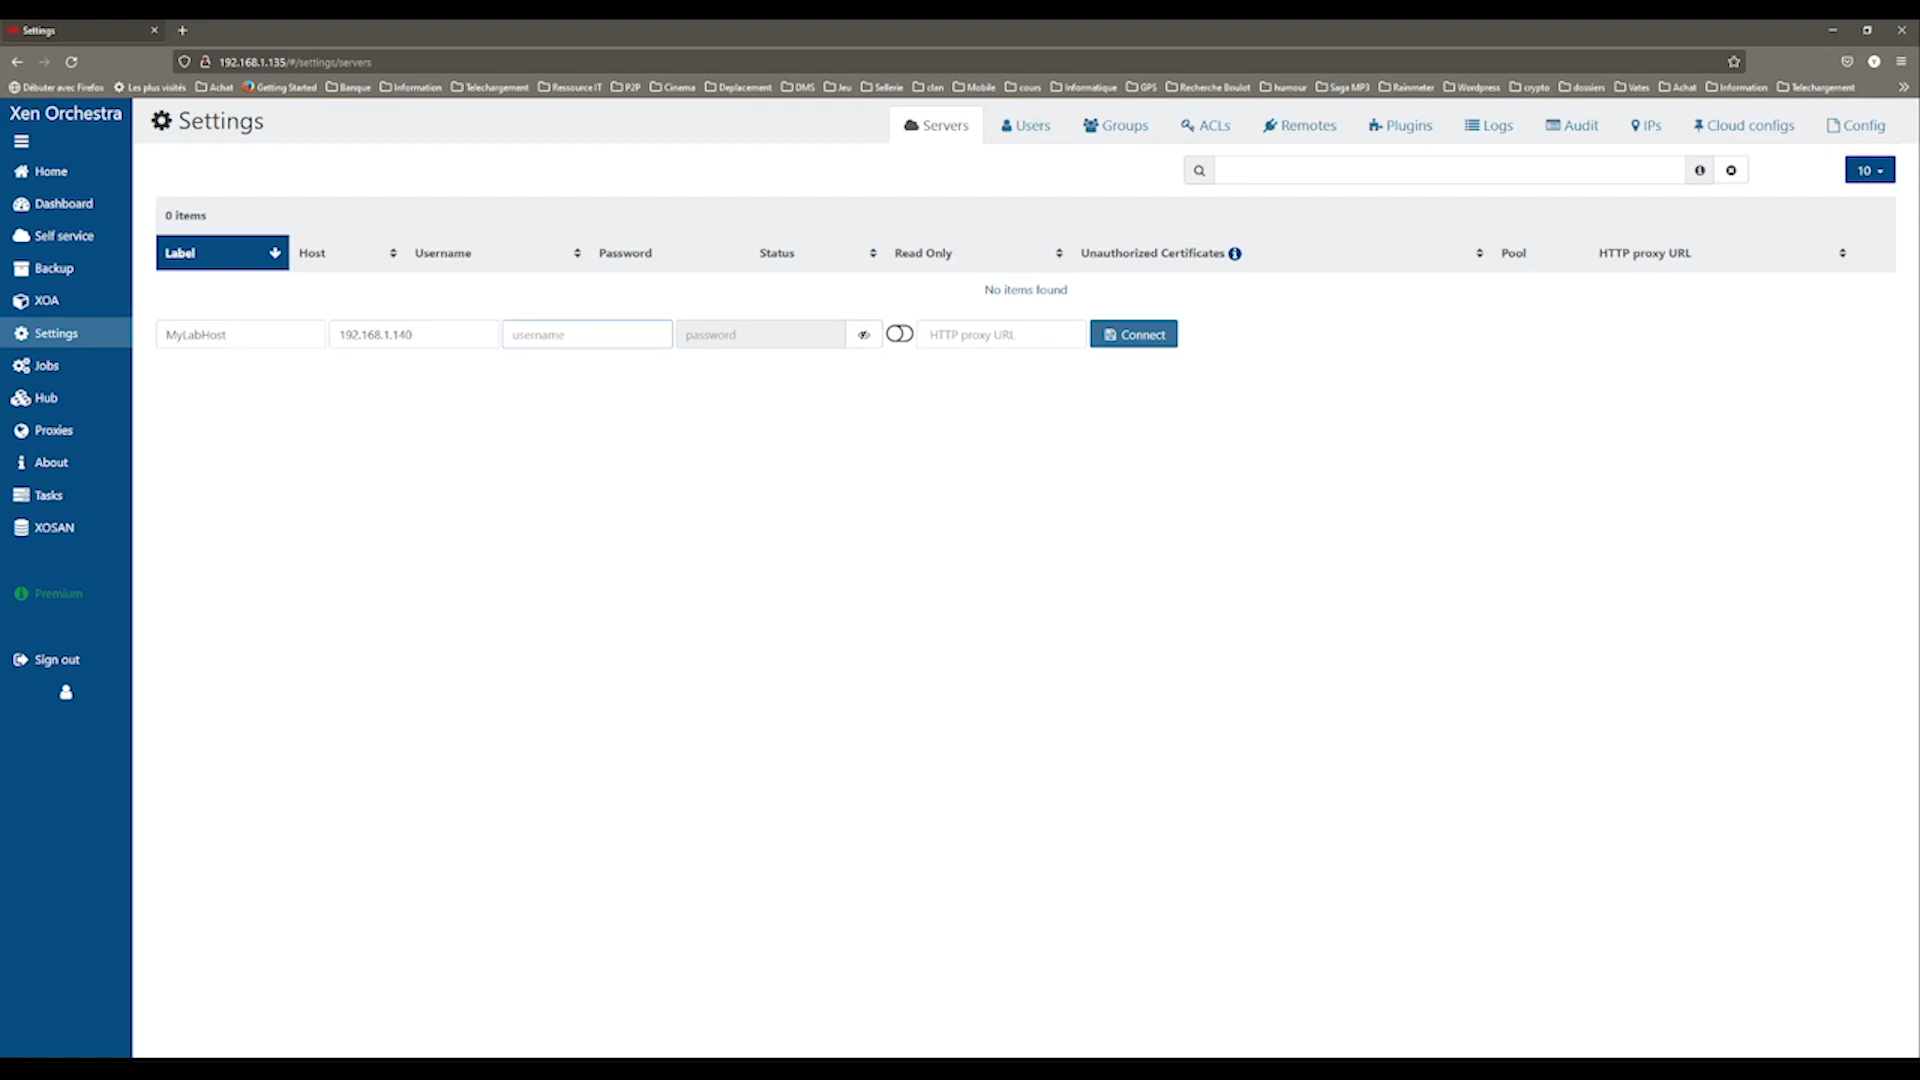 Settings
192.168.1.135/#/settings/servers
Débuter avec Firefox Les plus visités Achat Getting Started Banque Information Telechargement Ressource IT P2P Cinema Deplacement DMS Jeu Sellerie clan Mobile cours Informatique GPS Recherche Boulot humour Saga MP3 Rainmeter Wordpress crypto dossiers Vates Achat Information Telechargement
Xen Orchestra
Settings
Servers Users Groups ACLs Remotes Plugins Logs Audit IPs Cloud configs Config
Home
Dashboard
Self service
Backup
XOA
Settings
Jobs
Hub
Proxies
About
Tasks
XOSAN
Premium
Sign out
10
0 items
Label Host Username Password Status Read Only Unauthorized Certificates Pool HTTP proxy URL
No items found
MyLabHost 192.168.1.140 username password HTTP proxy URL Connect